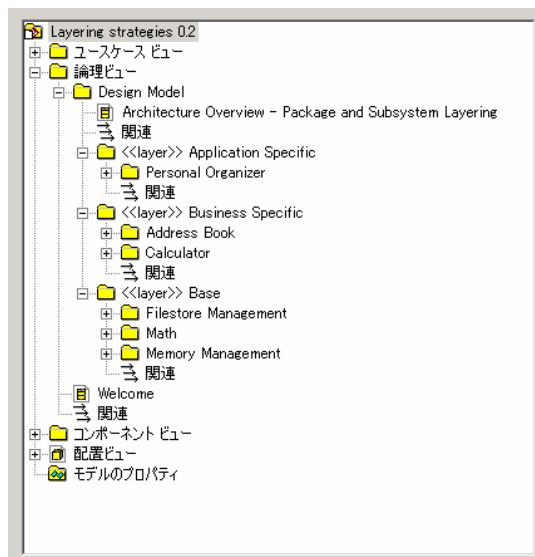 Layering strategies 0.2
ユースケース ビュー
論理ビュー
Design Model
Architecture Overview - Package and Subsystem Layering
関連
<<layer>> Application Specific
Personal Organizer
関連
<<layer>> Business Specific
Address Book
Calculator
関連
<<layer>> Base
Filestore Management
Math
Memory Management
関連
Welcome
関連
コンポーネント ビュー
配置ビュー
モデルのプロパティ